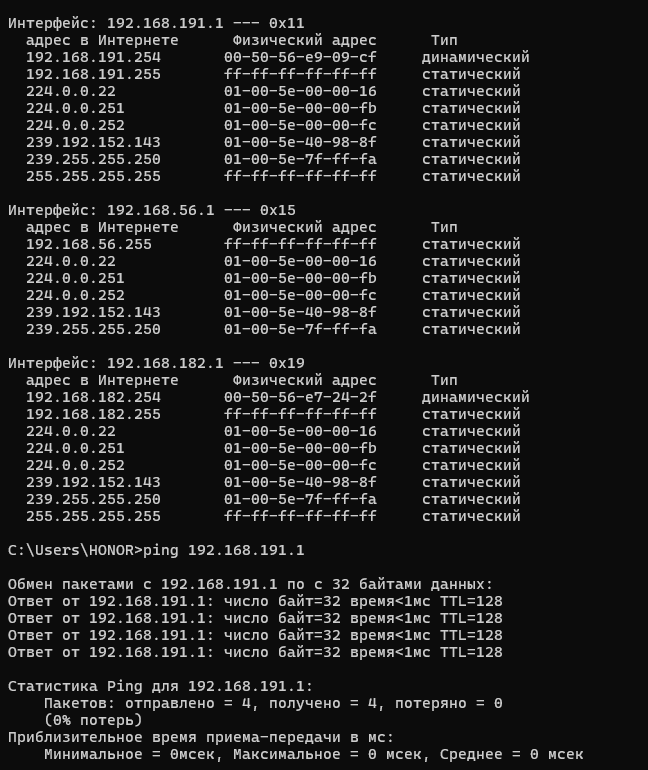 Интерфейс: 192.168.191.1 --- 0x11
  адрес в Интернете      Физический адрес      Тип
  192.168.191.254       00-50-56-e9-09-cf     динамический
  192.168.191.255       ff-ff-ff-ff-ff-ff     статический
  224.0.0.22            01-00-5e-00-00-16     статический
  224.0.0.251           01-00-5e-00-00-fb     статический
  224.0.0.252           01-00-5e-00-00-fc     статический
  239.192.152.143       01-00-5e-40-98-8f     статический
  239.255.255.250       01-00-5e-7f-ff-fa     статический
  255.255.255.255       ff-ff-ff-ff-ff-ff     статический

Интерфейс: 192.168.56.1 --- 0x15
  адрес в Интернете      Физический адрес      Тип
  192.168.56.255        ff-ff-ff-ff-ff-ff     статический
  224.0.0.22            01-00-5e-00-00-16     статический
  224.0.0.251           01-00-5e-00-00-fb     статический
  224.0.0.252           01-00-5e-00-00-fc     статический
  239.192.152.143       01-00-5e-40-98-8f     статический
  239.255.255.250       01-00-5e-7f-ff-fa     статический

Интерфейс: 192.168.182.1 --- 0x19
  адрес в Интернете      Физический адрес      Тип
  192.168.182.254       00-50-56-e7-24-2f     динамический
  192.168.182.255       ff-ff-ff-ff-ff-ff     статический
  224.0.0.22            01-00-5e-00-00-16     статический
  224.0.0.251           01-00-5e-00-00-fb     статический
  224.0.0.252           01-00-5e-00-00-fc     статический
  239.192.152.143       01-00-5e-40-98-8f     статический
  239.255.255.250       01-00-5e-7f-ff-fa     статический
  255.255.255.255       ff-ff-ff-ff-ff-ff     статический

C:\Users\HONOR>ping 192.168.191.1

Обмен пакетами с 192.168.191.1 по с 32 байтами данных:
Ответ от 192.168.191.1: число байт=32 время<1мс TTL=128
Ответ от 192.168.191.1: число байт=32 время<1мс TTL=128
Ответ от 192.168.191.1: число байт=32 время<1мс TTL=128
Ответ от 192.168.191.1: число байт=32 время<1мс TTL=128

Статистика Ping для 192.168.191.1:
    Пакетов: отправлено = 4, получено = 4, потеряно = 0
    (0% потерь)
Приблизительное время приема-передачи в мс:
    Минимальное = 0мсек, Максимальное = 0 мсек, Среднее = 0 мсек